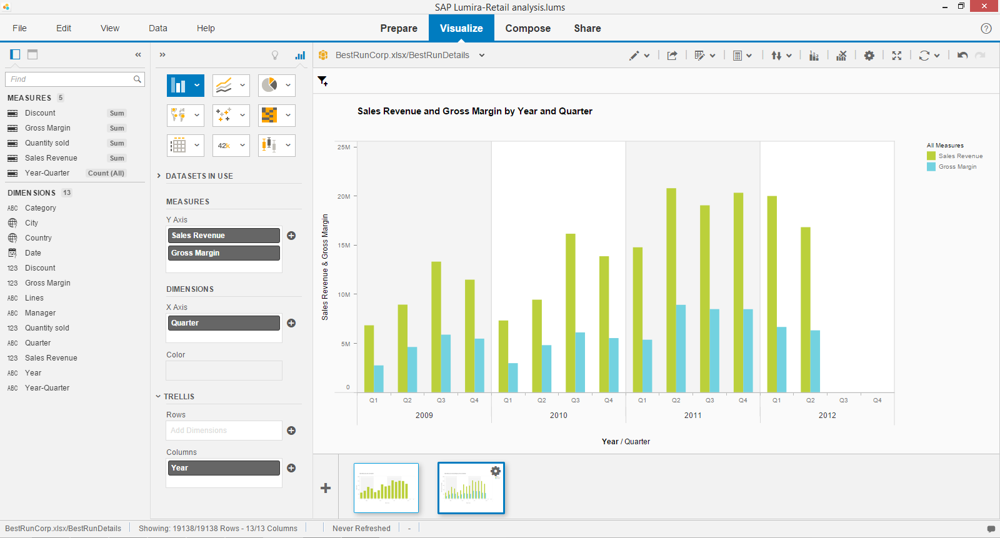 SAP Lumira-Retail analysis.lums
File Edit View Data Help
Prepare Visualize Compose Share
?
Find
MEASURES 5
Discount Sum
Gross Margin Sum
Quantity sold Sum
Sales Revenue Sum
Year-Quarter Count (All)
DIMENSIONS 13
ABC Category
City
Country
Date
123 Discount
123 Gross Margin
ABC Lines
ABC Manager
123 Quantity sold
ABC Quarter
123 Sales Revenue
ABC Year
ABC Year-Quarter
42k
DATASETS IN USE
MEASURES
Y Axis
Sales Revenue
Gross Margin
DIMENSIONS
X Axis
Quarter
Color
TRELLIS
Rows
Add Dimensions
Columns
Year
BestRunCorp.xlsx/BestRunDetails
Sales Revenue and Gross Margin by Year and Quarter
Sales Revenue & Gross Margin
25M
20M
15M
10M
5M
0
Q1 Q2 Q3 Q4 Q1 Q2 Q3 Q4 Q1 Q2 Q3 Q4 Q1 Q2 Q3 Q4
2009 2010 2011 2012
Year / Quarter
All Measures
Sales Revenue
Gross Margin
BestRunCorp.xlsx/BestRunDetails Showing: 19138/19138 Rows - 13/13 Columns Never Refreshed -